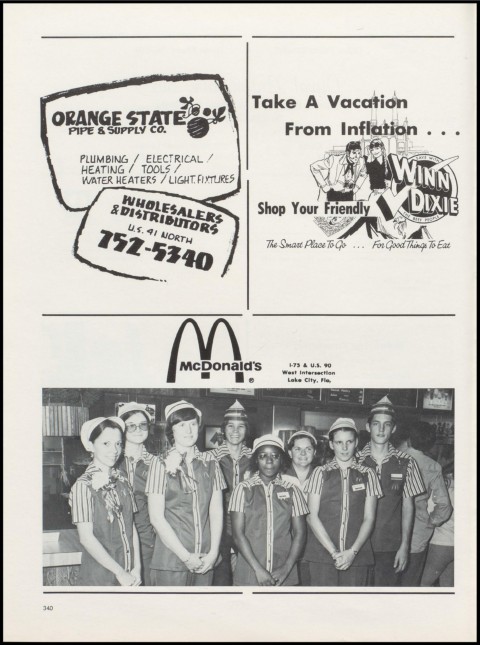 ORANGE STATE
PIPE & SUPPLY CO.
PLUMBING / ELECTRICAL /
HEATING / TOOLS /
WATER HEATERS / LIGHT. FIXTURES
WHOLESALERS
& DISTRIBUTORS
U.S. 41 NORTH
752-5340
Take A Vacation
From Inflation . . .
WINN
DIXIE
Shop Your Friendly
The Smart Place To Go . . . For Good Things To Eat
McDonald's ®
I-75 & U.S. 90
West Intersection
Lake City, Fla.
340